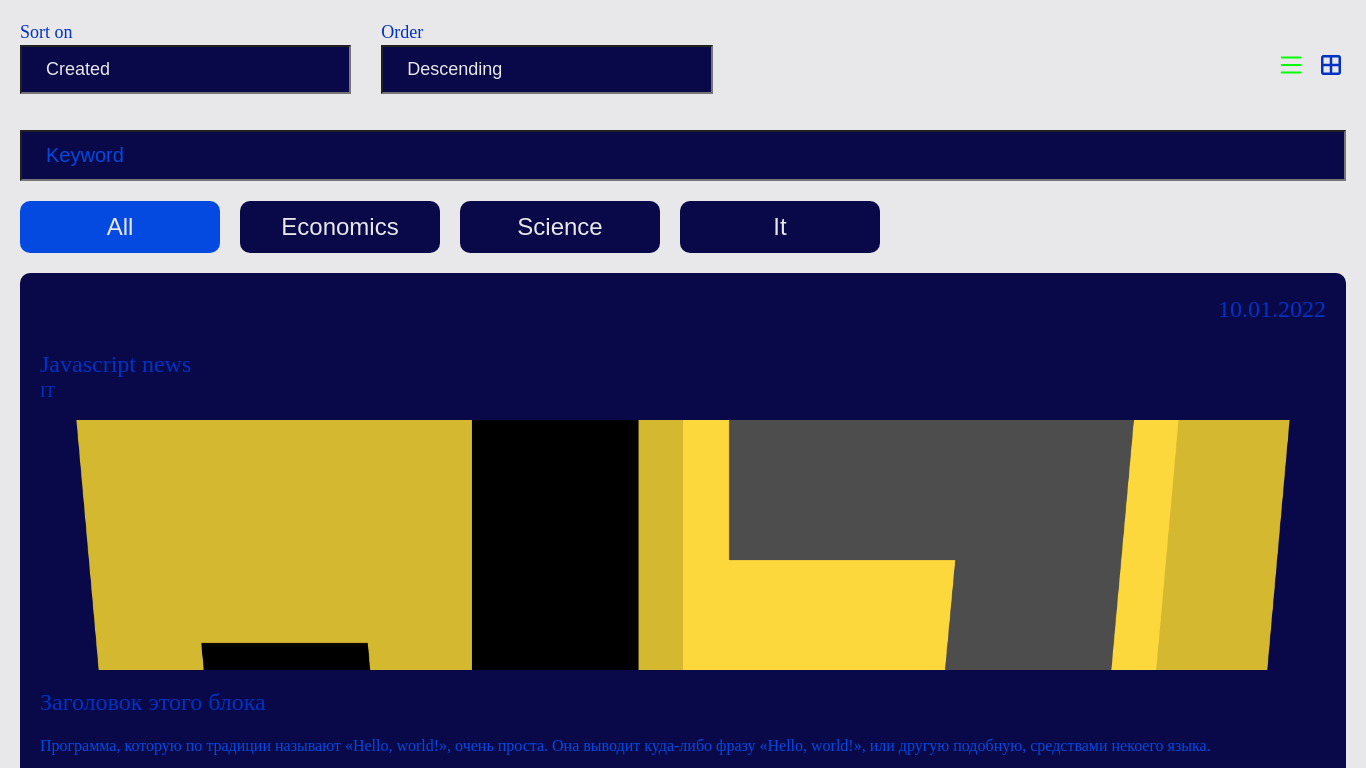 Sort on
Order
Created
Descending
Keyword
All
Economics
Science
It
10.01.2022
Javascript news
IT
Заголовок этого блока
Программа, которую по традиции называют «Hello, world!», очень проста. Она выводит куда-либо фразу «Hello, world!», или другую подобную, средствами некоего языка.